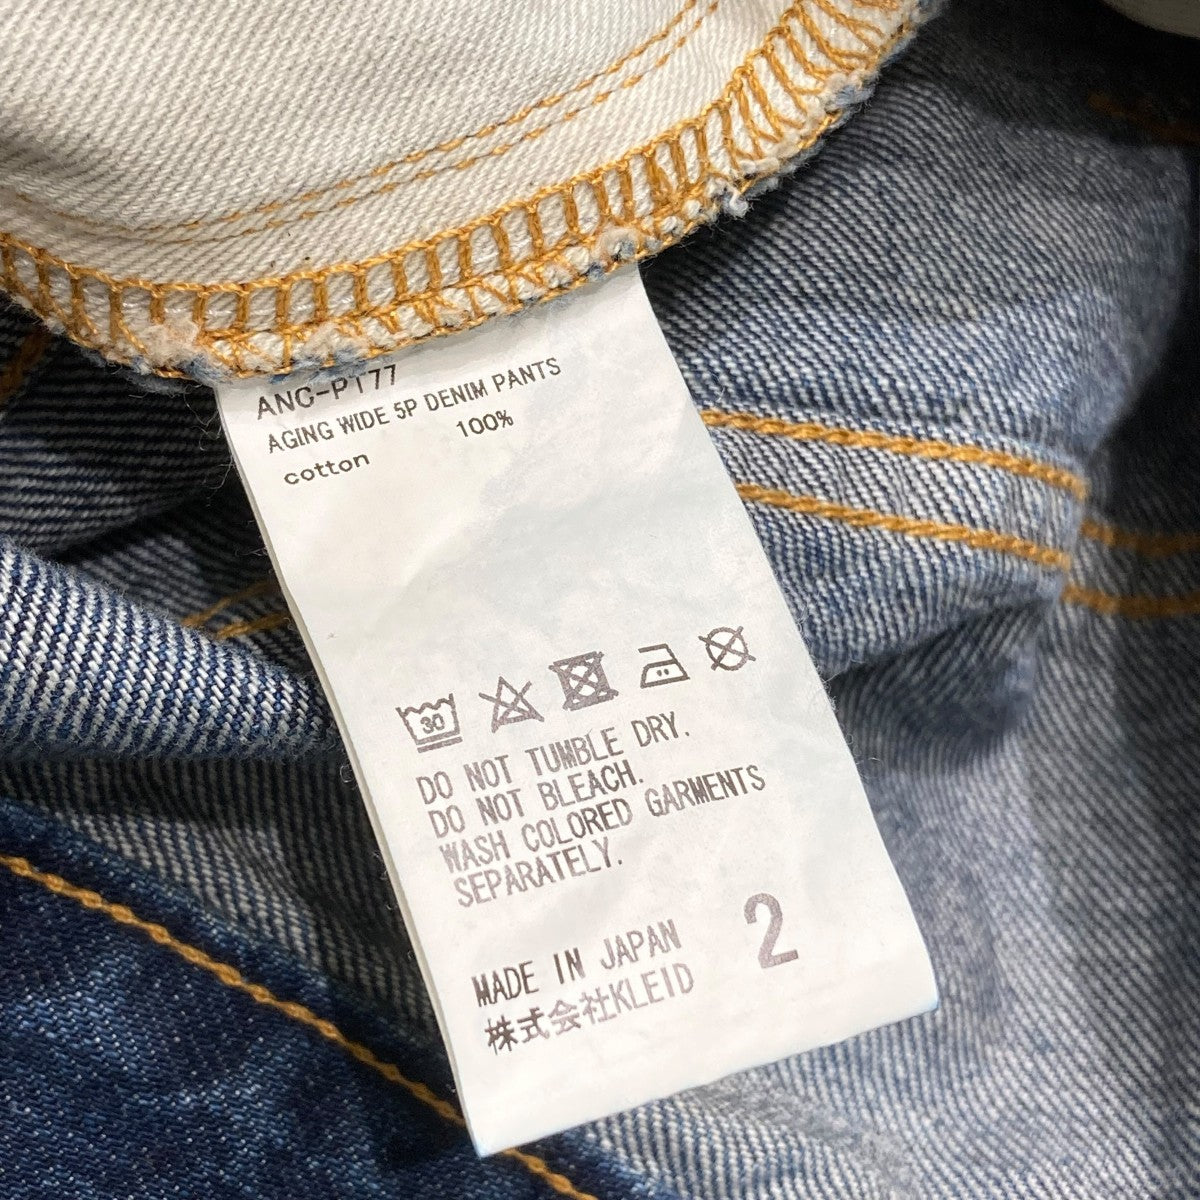 ANC-P177
AGING WIDE 5P DENIM PANTS
cotton 100%
30
DO NOT TUMBLE DRY.
DO NOT BLEACH.
WASH COLORED GARMENTS
SEPARATELY.
MADE IN JAPAN 2
株式会社KLEID